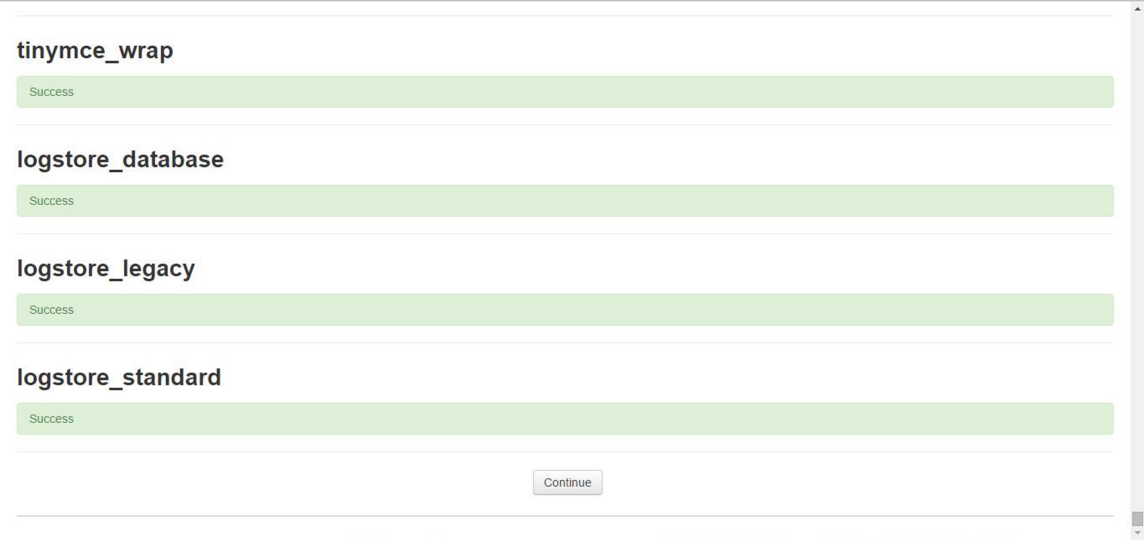 tinymce_wrap
Success
logstore_database
Success
logstore_legacy
Success
logstore_standard
Success
Continue